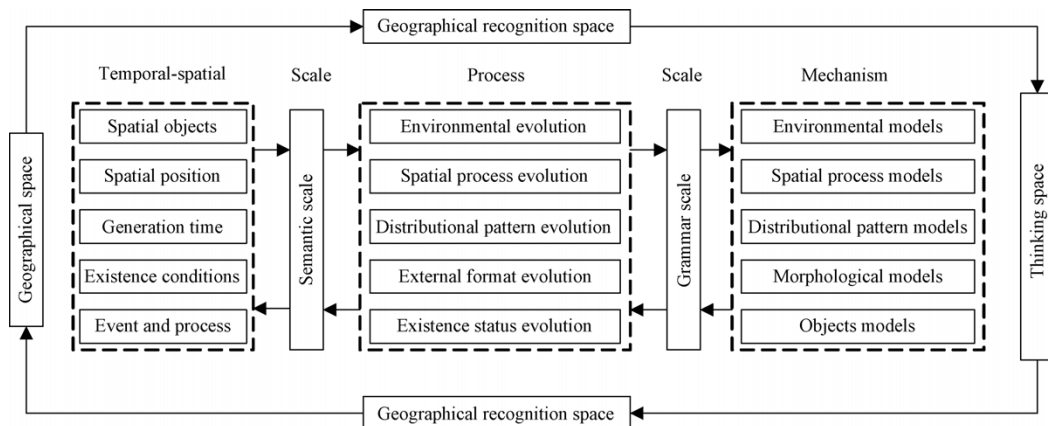 Geographical recognition space
Temporal-spatial
Scale
Process
Scale
Mechanism
Geographical space
Spatial objects
Spatial position
Generation time
Existence conditions
Event and process
Semantic scale
Environmental evolution
Spatial process evolution
Distributional pattern evolution
External format evolution
Existence status evolution
Grammar scale
Environmental models
Spatial process models
Distributional pattern models
Morphological models
Objects models
Thinking space
Geographical recognition space